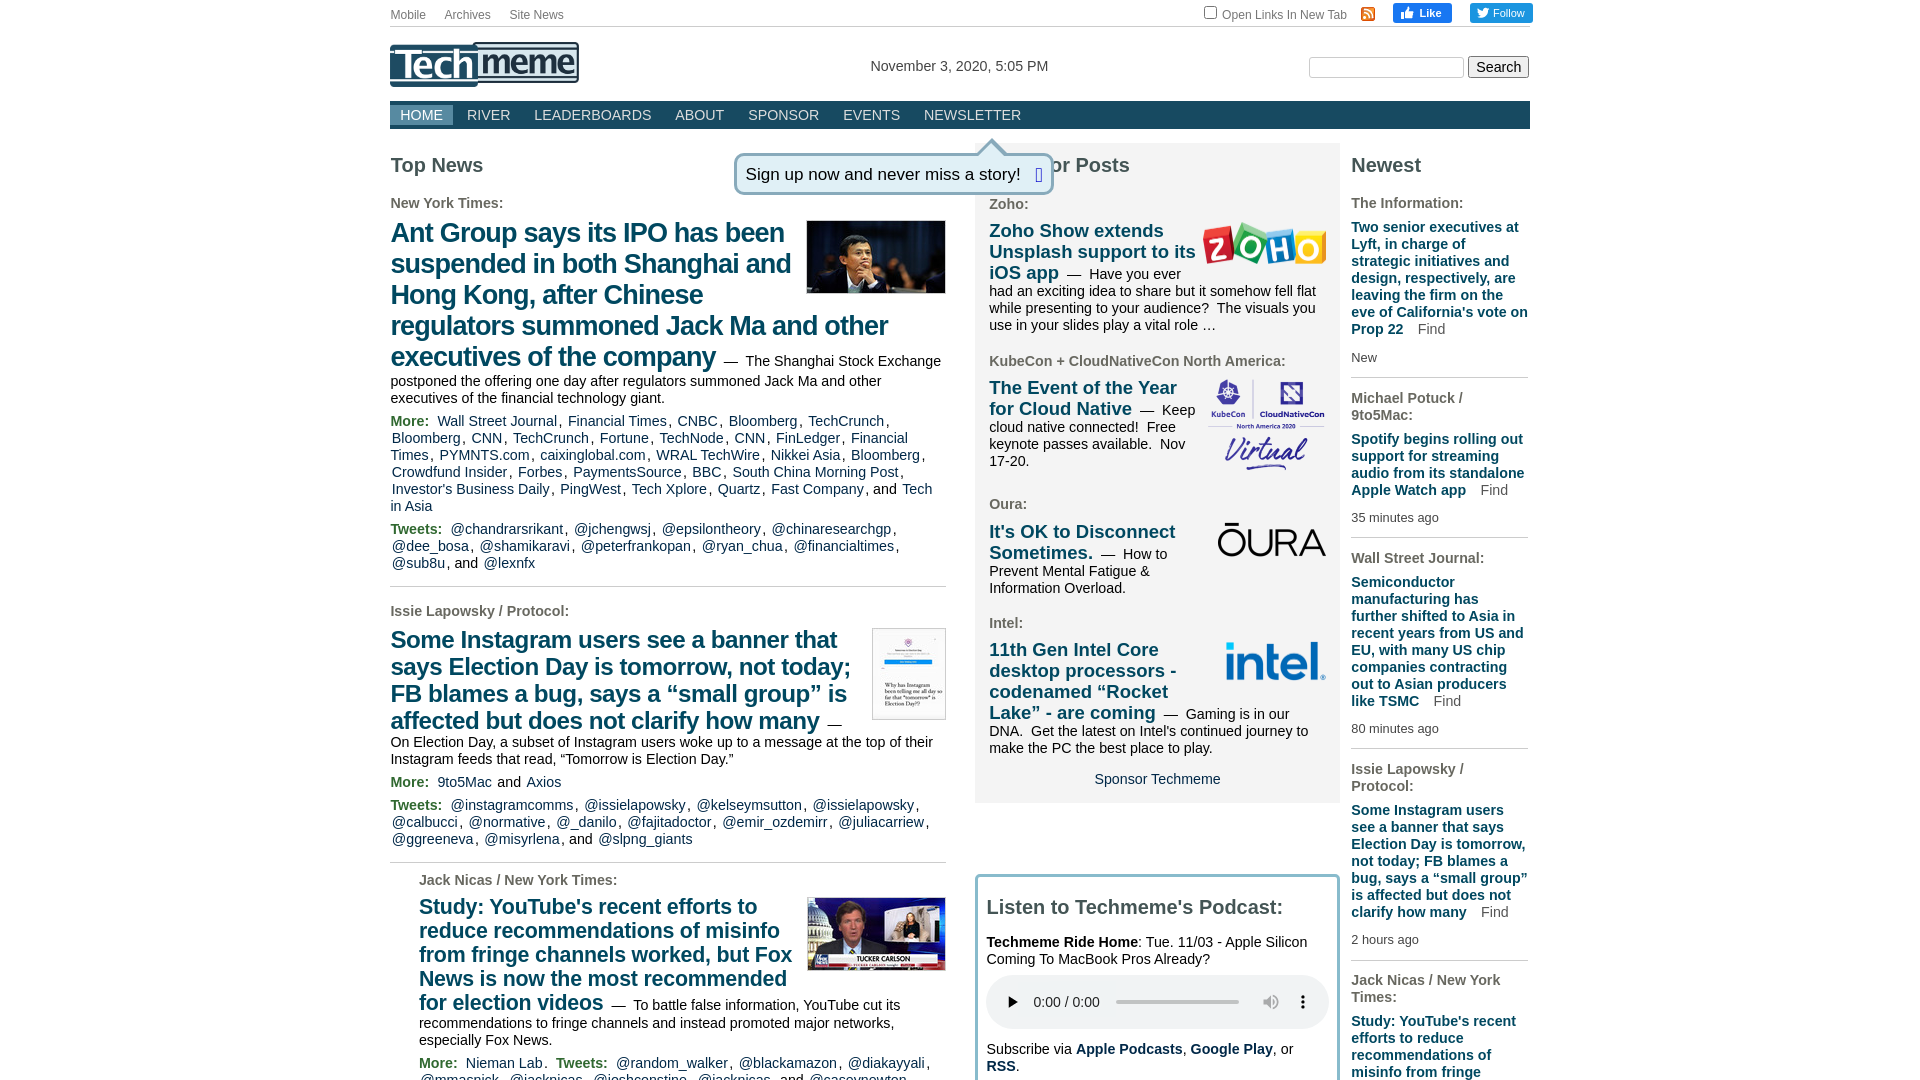 Mobile Archives Site News
Open Links In New Tab Like Follow
Techmeme
November 3, 2020, 5:05 PM
Search
HOME RIVER LEADERBOARDS ABOUT SPONSOR EVENTS NEWSLETTER
Sign up now and never miss a story!
Top News
New York Times:
Ant Group says its IPO has been
suspended in both Shanghai and
Hong Kong, after Chinese
regulators summoned Jack Ma and other
executives of the company — The Shanghai Stock Exchange
postponed the offering one day after regulators summoned Jack Ma and other
executives of the financial technology giant.
More: Wall Street Journal, Financial Times, CNBC, Bloomberg, TechCrunch,
Bloomberg, CNN, TechCrunch, Fortune, TechNode, CNN, FinLedger, Financial
Times, PYMNTS.com, caixinglobal.com, WRAL TechWire, Nikkei Asia, Bloomberg,
Crowdfund Insider, Forbes, PaymentsSource, BBC, South China Morning Post,
Investor's Business Daily, PingWest, Tech Xplore, Quartz, Fast Company, and Tech
in Asia
Tweets: @chandrarsrikant, @jchengwsj, @epsilontheory, @chinaresearchgp,
@dee_bosa, @shamikaravi, @peterfrankopan, @ryan_chua, @financialtimes,
@sub8u, and @lexnfx
Issie Lapowsky / Protocol:
Some Instagram users see a banner that
says Election Day is tomorrow, not today;
FB blames a bug, says a “small group” is
affected but does not clarify how many —
On Election Day, a subset of Instagram users woke up to a message at the top of their
Instagram feeds that read, “Tomorrow is Election Day.”
Why has Instagram
been telling me all day so
far that "tomorrow" is
Election Day??
More: 9to5Mac and Axios
Tweets: @instagramcomms, @issielapowsky, @kelseymsutton, @issielapowsky,
@calbucci, @normative, @_danilo, @fajitadoctor, @emir_ozdemirr, @juliacarriew,
@ggreeneva, @misyrlena, and @slpng_giants
Jack Nicas / New York Times:
Study: YouTube's recent efforts to
reduce recommendations of misinfo
from fringe channels worked, but Fox
News is now the most recommended
for election videos — To battle false information, YouTube cut its
recommendations to fringe channels and instead promoted major networks,
especially Fox News.
TUCKER CARLSON
More: Nieman Lab. Tweets: @random_walker, @blackamazon, @diakayyali,
@mmasnick, @jacknicas, @joshconstine, @jacknicas, and @caseynewton
or Posts
Zoho:
Zoho Show extends
Unsplash support to its
iOS app — Have you ever
had an exciting idea to share but it somehow fell flat
while presenting to your audience? The visuals you
use in your slides play a vital role …
ZOHO
KubeCon + CloudNativeCon North America:
The Event of the Year
for Cloud Native — Keep
cloud native connected! Free
keynote passes available. Nov
17-20.
KubeCon CloudNativeCon
North America 2020
Virtual
Oura:
It's OK to Disconnect
Sometimes. — How to
Prevent Mental Fatigue &
Information Overload.
ŌURA
Intel:
11th Gen Intel Core
desktop processors -
codenamed “Rocket
Lake” - are coming — Gaming is in our
DNA. Get the latest on Intel's continued journey to
make the PC the best place to play.
intel.
Sponsor Techmeme
Listen to Techmeme's Podcast:
Techmeme Ride Home: Tue. 11/03 - Apple Silicon
Coming To MacBook Pros Already?
0:00 / 0:00
Subscribe via Apple Podcasts, Google Play, or
RSS.
Newest
The Information:
Two senior executives at
Lyft, in charge of
strategic initiatives and
design, respectively, are
leaving the firm on the
eve of California's vote on
Prop 22 Find
New
Michael Potuck /
9to5Mac:
Spotify begins rolling out
support for streaming
audio from its standalone
Apple Watch app Find
35 minutes ago
Wall Street Journal:
Semiconductor
manufacturing has
further shifted to Asia in
recent years from US and
EU, with many US chip
companies contracting
out to Asian producers
like TSMC Find
80 minutes ago
Issie Lapowsky /
Protocol:
Some Instagram users
see a banner that says
Election Day is tomorrow,
not today; FB blames a
bug, says a “small group”
is affected but does not
clarify how many Find
2 hours ago
Jack Nicas / New York
Times:
Study: YouTube's recent
efforts to reduce
recommendations of
misinfo from fringe